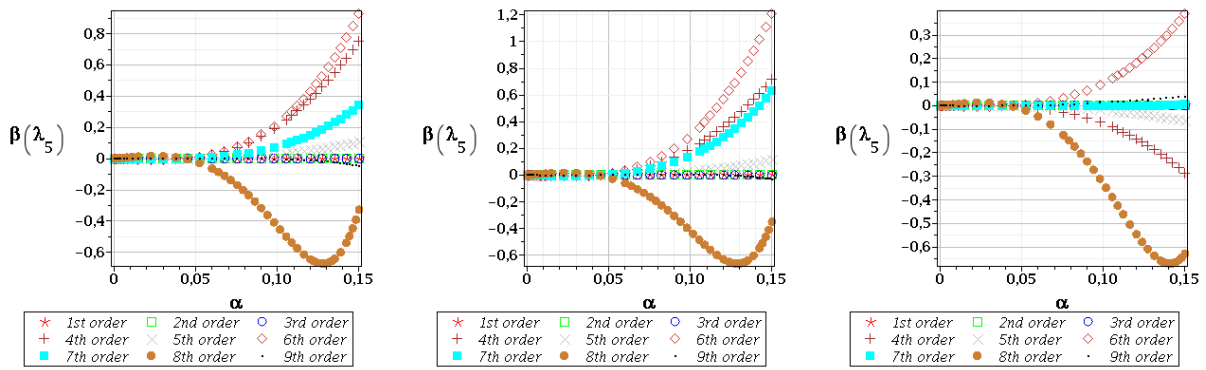 0,8
0,6
0,4
β(λ5) 0,2
0
-0,2
-0,4
-0,6
0 0,05 0,10 0,15
α
1st order 2nd order 3rd order
4th order 5th order 6th order
7th order 8th order 9th order
1,2
1
0,8
0,6
0,4
β(λ5) 0,2
0
-0,2
-0,4
-0,6
0 0,05 0,10 0,15
α
1st order 2nd order 3rd order
4th order 5th order 6th order
7th order 8th order 9th order
0,3
0,2
0,1
0
β(λ5) -0,1
-0,2
-0,3
-0,4
-0,5
-0,6
0 0,05 0,10 0,15
α
1st order 2nd order 3rd order
4th order 5th order 6th order
7th order 8th order 9th order